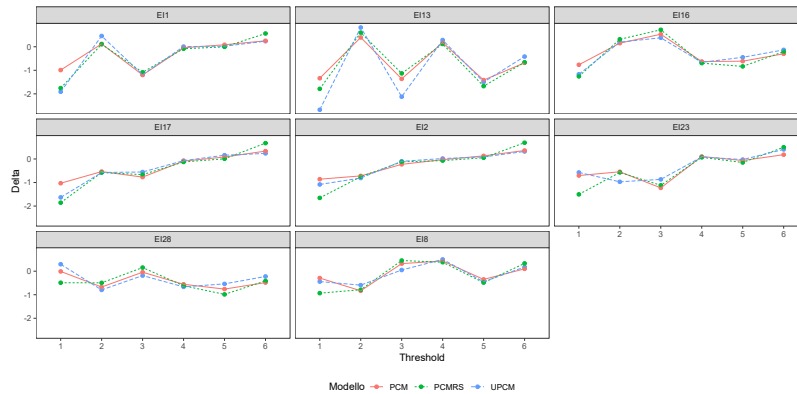 EI1 EI13 EI16
0
-1
-2
EI17 EI2 EI23
Delta
0
-1
-2
EI28 EI8
0
-1
-2
1 2 3 4 5 6 1 2 3 4 5 6 1 2 3 4 5 6
Threshold
Modello PCM PCMRS UPCM